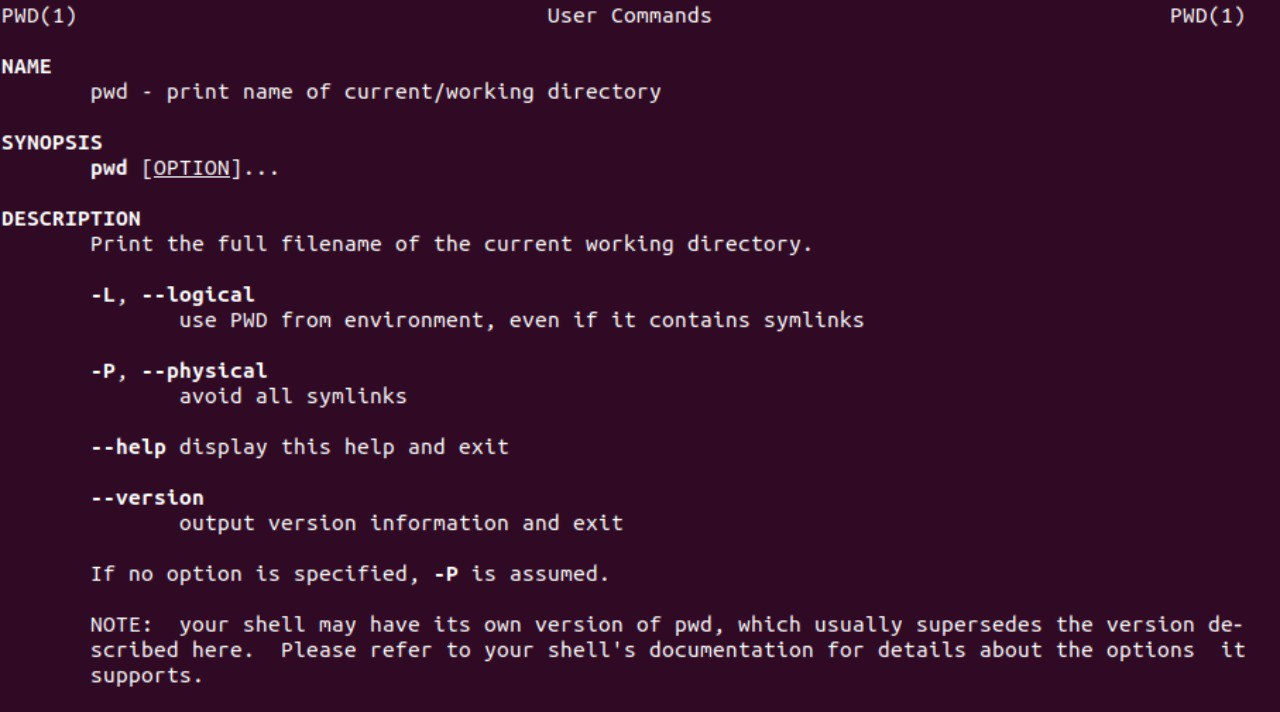 PWD(1) User Commands PWD(1)
NAME
pwd - print name of current/working directory
SYNOPSIS
pwd [OPTION]...
DESCRIPTION
Print the full filename of the current working directory.
-L, --logical
use PWD from environment, even if it contains symlinks
-P, --physical
avoid all symlinks
--help display this help and exit
--version
output version information and exit
If no option is specified, -P is assumed.
NOTE:  your shell may have its own version of pwd, which usually supersedes the version de-
scribed here.  Please refer to your shell's documentation for details about the options  it
supports.